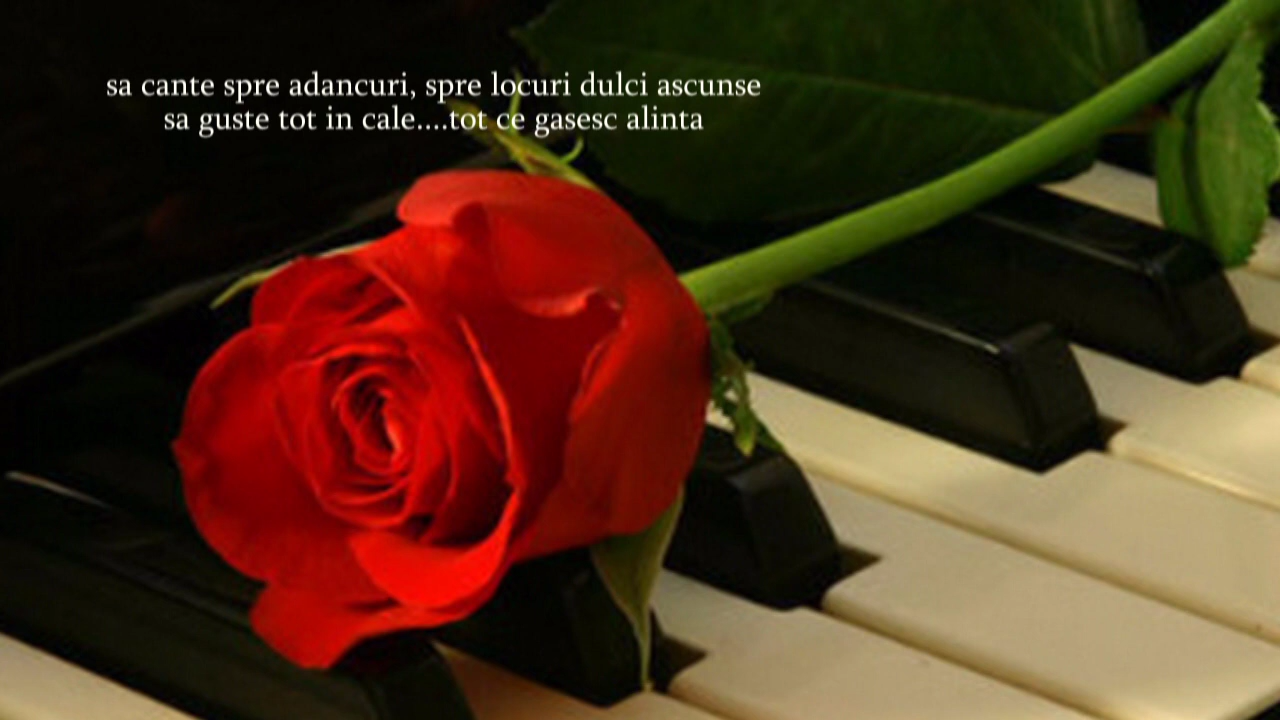 sa cante spre adancuri, spre locuri dulci ascunse
sa guste tot in cale....tot ce gasesc alinta